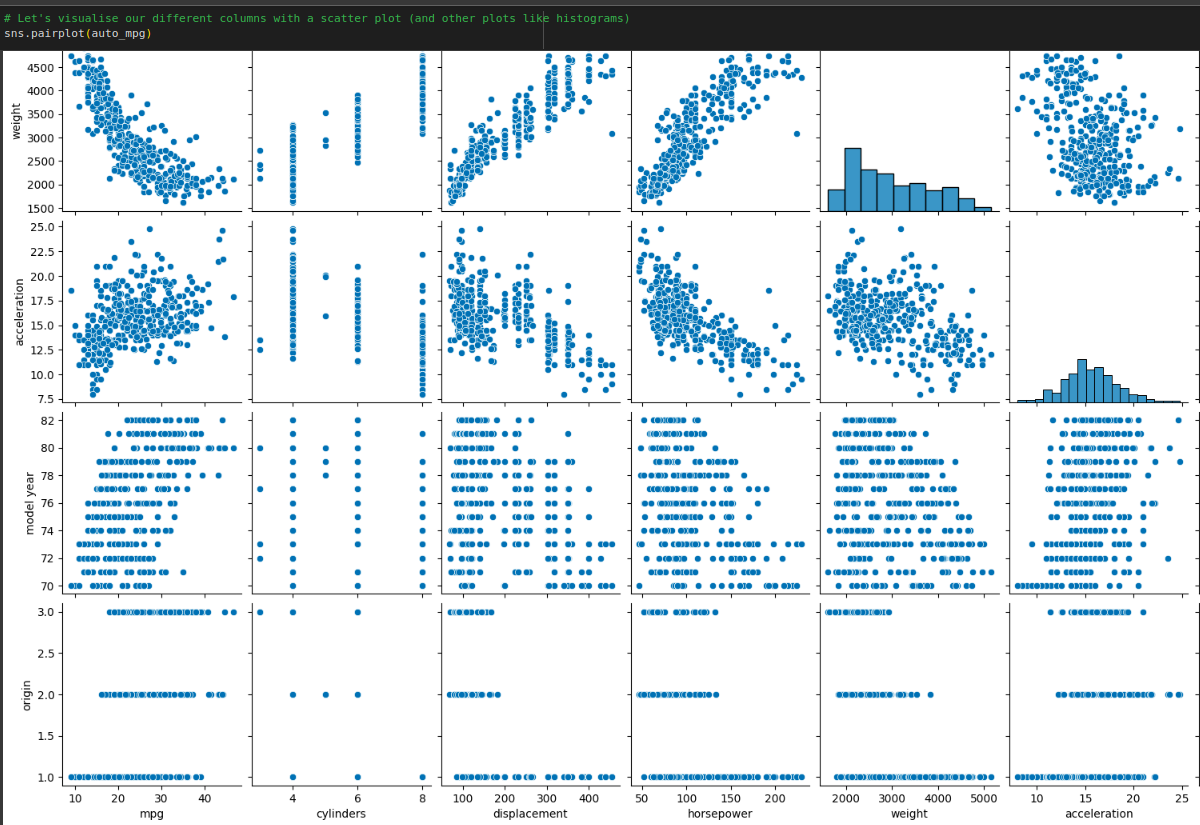 # Let's visualise our different columns with a scatter plot (and other plots like histograms)
sns.pairplot(auto_mpg)
4500
4000
3500
3000
2500
2000
1500
weight
25.0
22.5
20.0
17.5
15.0
12.5
10.0
7.5
acceleration
82
80
78
76
74
72
70
model year
3.0
2.5
2.0
1.5
1.0
origin
10 20 40
4 6 8
100 200 300 400
50 100 150 200
2000 3000 4000 5000
10 15 20 25
mpg cylinders displacement horsepower weight acceleration